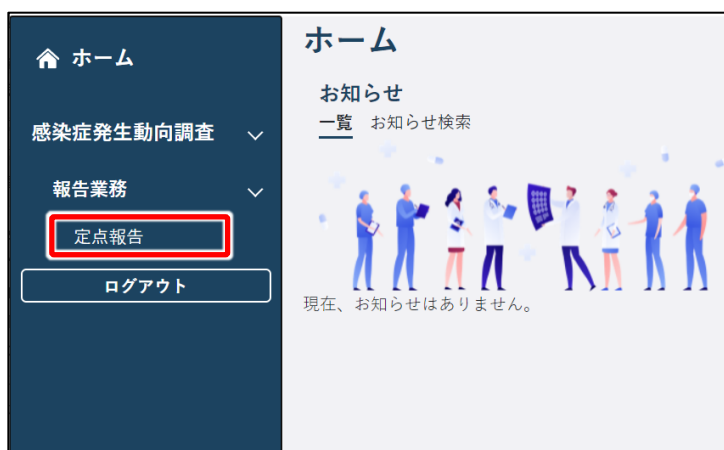 ホーム
感染症発生動向調査
報告業務
定点報告
ログアウト
ホーム
お知らせ
一覧 お知らせ検索
現在、お知らせはありません。